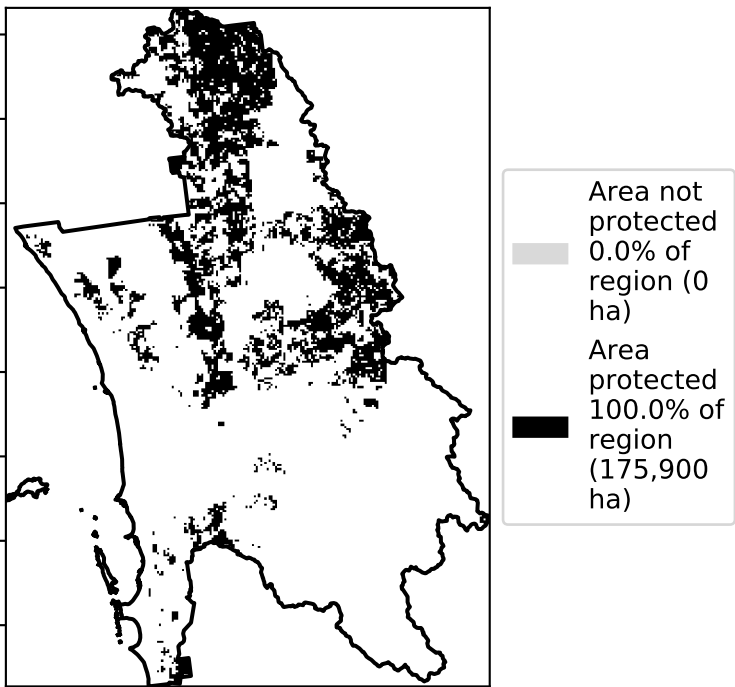 Area not
protected
0.0% of
region (0
ha)
Area
protected
100.0% of
region
(175,900
ha)